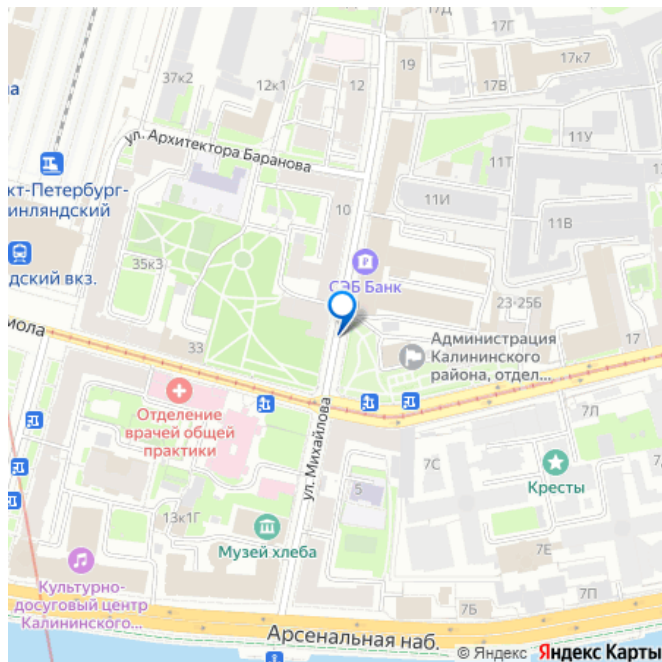 17Д
17Г
17к7
19
37к2
12к1
12
17В
а
11У
ул. Архитектора Баранова
11Т
кт-Петербург-
инляндский
11И
10
11В
35к3
дский вкз.
СЭБ Банк
23-25Б
иола
33
Администрация
Калининского
района, отдел ...
17
Отделение
врачей общей
практики
ул. Михайлова
7Л
7С
5
Кресты
13к1Г
Музей хлеба
7Е
Культурно-
досуговый центр
Калининского ...
7Б
7П
Арсенальная наб.
© Яндекс Яндекс Карты